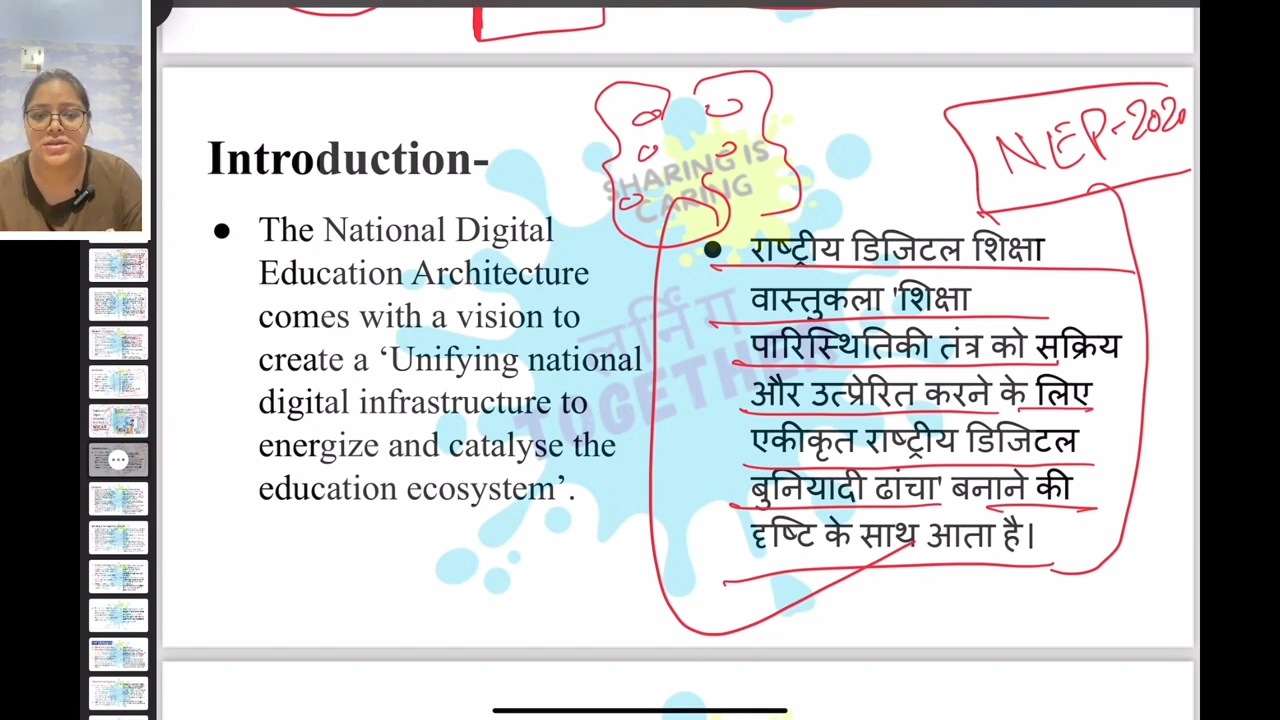 NEP-2020
SHARING IS
CARING
Introduction-
● The National Digital
Education Architecture
comes with a vision to
create a ‘Unifying national
digital infrastructure to
energize and catalyse the
education ecosystem’.
● राष्ट्रीय डिजिटल शिक्षा
वास्तुकला 'शिक्षा
पारिस्थितिकी तंत्र को सक्रिय
और उत्प्रेरित करने के लिए
एकीकृत राष्ट्रीय डिजिटल
बुनियादी ढांचा' बनाने की
दृष्टि के साथ आता है।
TOGETHER